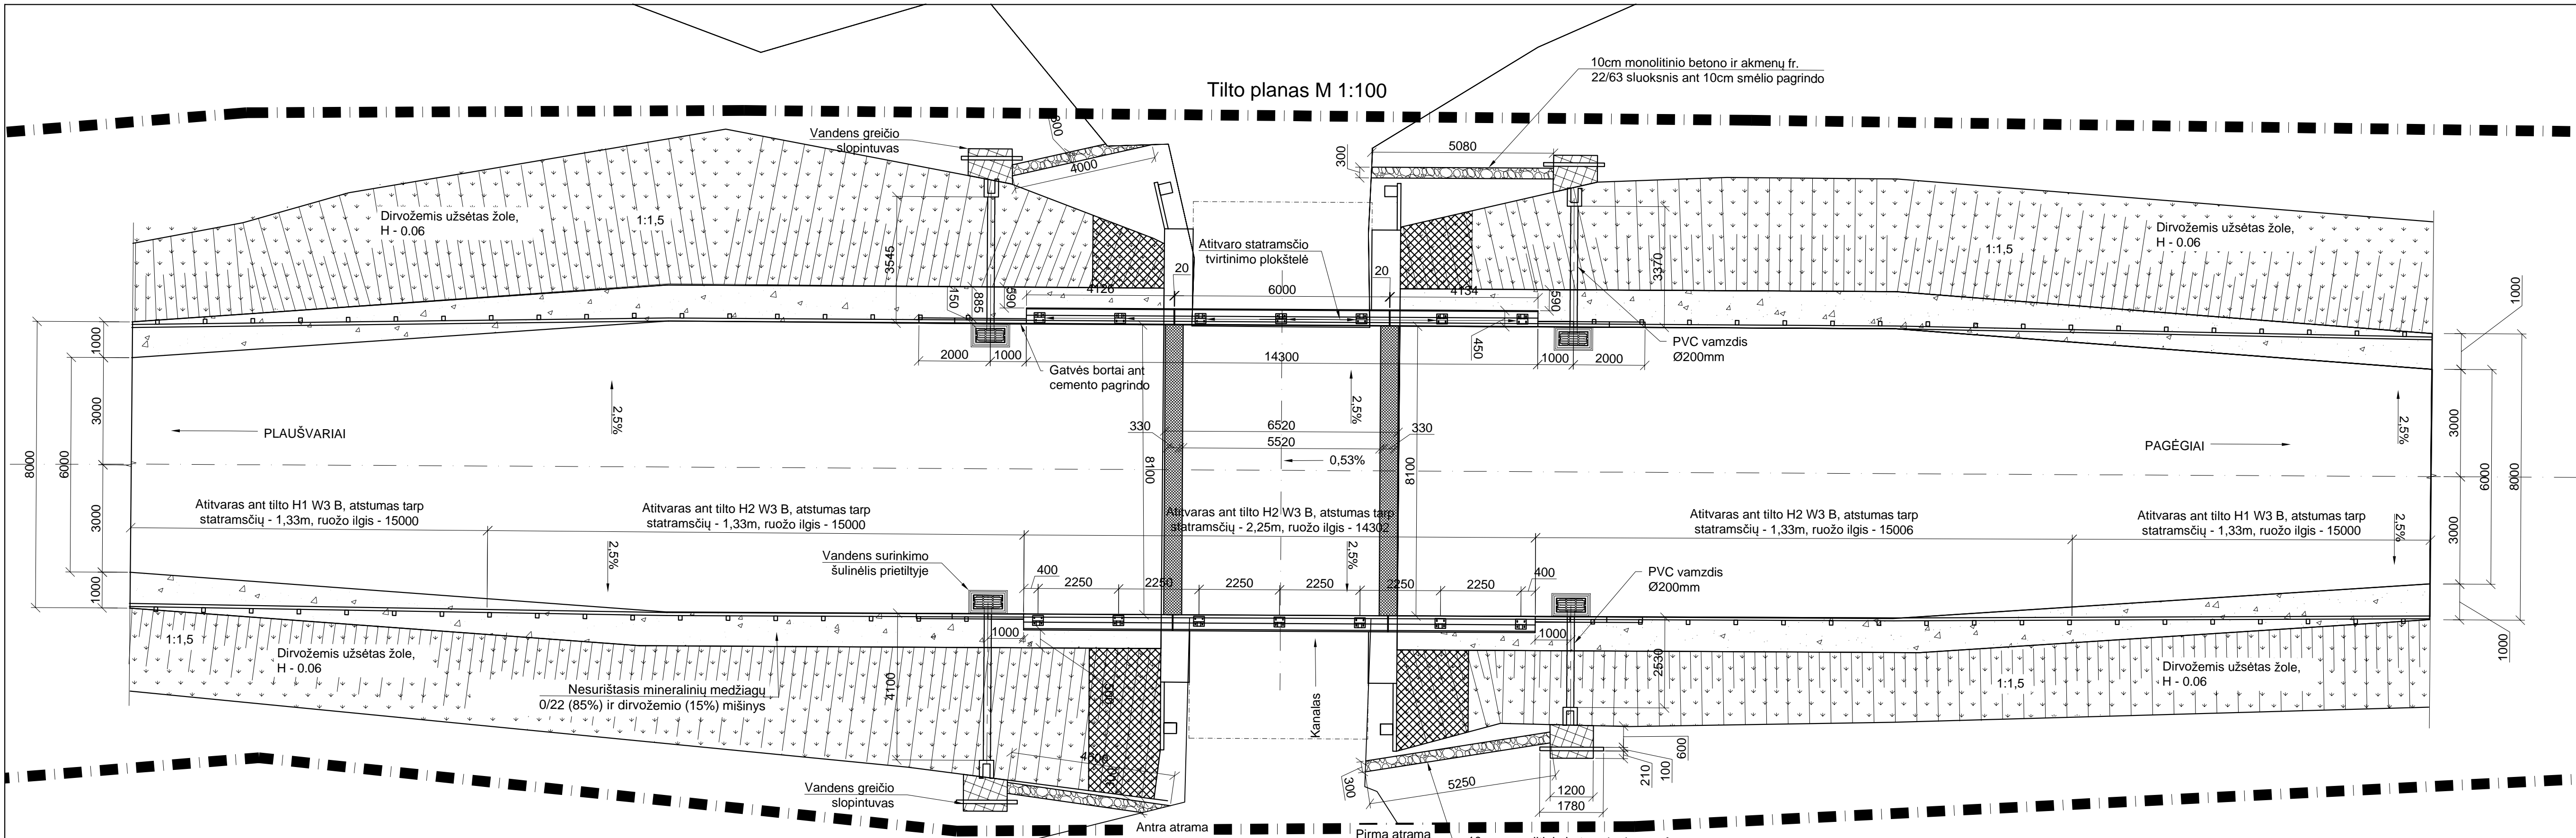 Tilto planas M 1:100
10cm monolitinio betono ir akmenų fr.
22/63 sluoksnis ant 10cm smėlio pagrindo
Vandens greičio
slopintuvas
800
4000
300
5080
Dirvožemis užsėtas žole,
H - 0.06
1:1,5
3545
Atitvaro statramsčio
tvirtinimo plokštelė
3370
1:1,5
Dirvožemis užsėtas žole,
H - 0.06
150
885
590
4126
20
6000
20
4134
590
1000
1000
2000
1000
14300
450
1000
2000
PVC vamzdis
Ø200mm
Gatvės bortai ant
cemento pagrindo
8000
6000
3000
3000
1000
2,5%
PLAUŠVARIAI
330
6520
5520
330
2,5%
0,53%
8100
8100
PAGĖGIAI
2,5%
3000
3000
6000
8000
1000
Atitvaras ant tilto H1 W3 B, atstumas tarp
statramsčių - 1,33m, ruožo ilgis - 15000
Atitvaras ant tilto H2 W3 B, atstumas tarp
statramsčių - 1,33m, ruožo ilgis - 15000
Atitvaras ant tilto H2 W3 B, atstumas tarp
statramsčių - 2,25m, ruožo ilgis - 14302
Atitvaras ant tilto H2 W3 B, atstumas tarp
statramsčių - 1,33m, ruožo ilgis - 15006
Atitvaras ant tilto H1 W3 B, atstumas tarp
statramsčių - 1,33m, ruožo ilgis - 15000
2,5%
2,5%
2,5%
Vandens surinkimo
šulinėlis prietiltyje
400
2250
2250
2250
2250
2250
2250
400
PVC vamzdis
Ø200mm
1:1,5
Dirvožemis užsėtas žole,
H - 0.06
1000
1000
Nesurištasis mineralinių medžiagu
0/22 (85%) ir dirvožemio (15%) mišinys
4100
Kanalas
2530
1:1,5
Dirvožemis užsėtas žole,
H - 0.06
Vandens greičio
slopintuvas
300
5250
1200
1780
210
100
600
Antra atrama
Pirma atrama